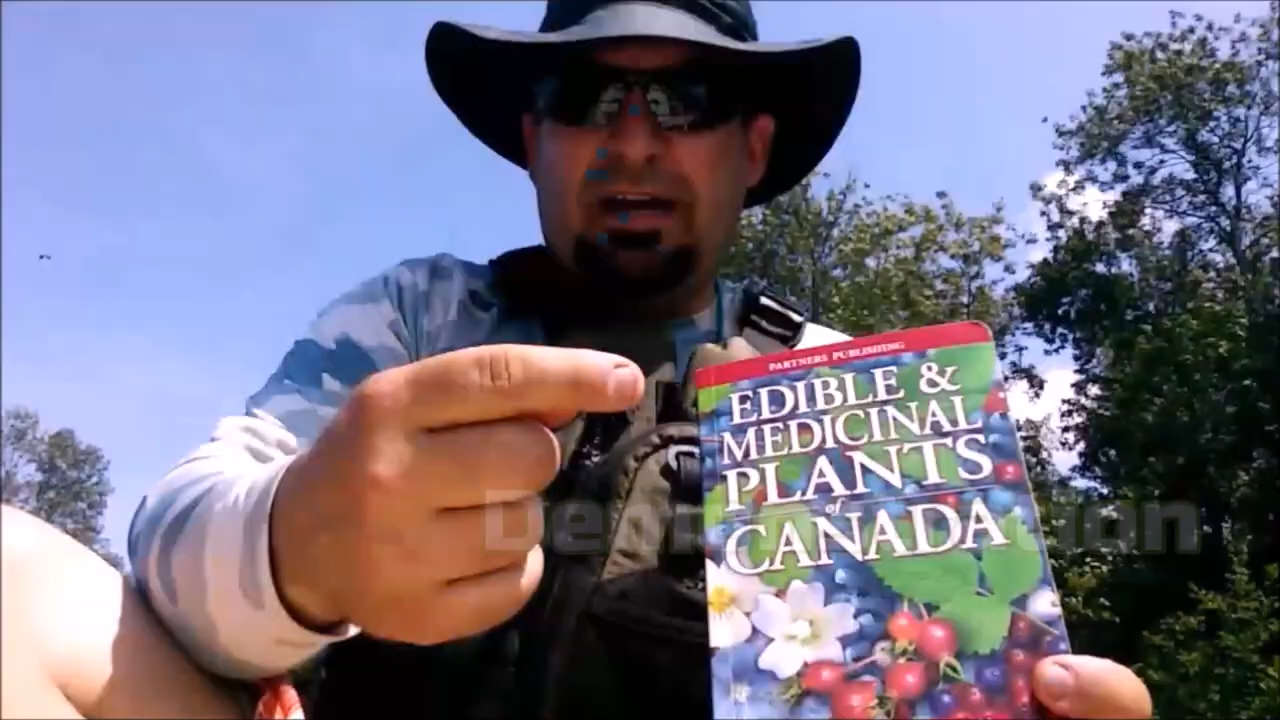 PARTNERS PUBLISHING
EDIBLE &
MEDICINAL
PLANTS
of
CANADA